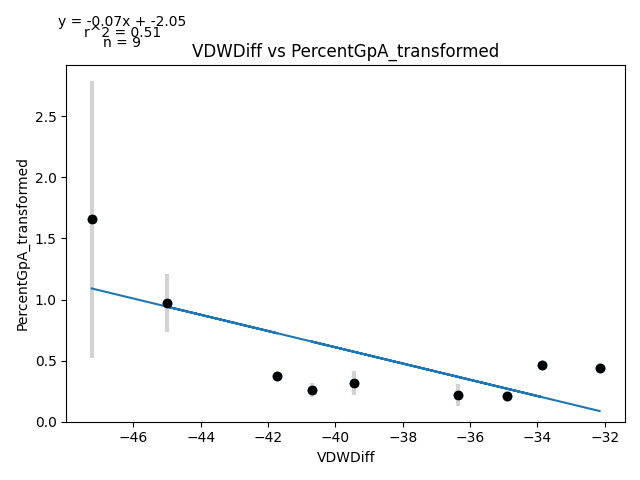 y = -0.07x + -2.05
r^2 = 0.51
n = 9
VDWDiff vs PercentGpA_transformed
PercentGpA_transformed
2.5
2.0
1.5
1.0
0.5
0.0
−46 −44 −42 −40 −38 −36 −34 −32
VDWDiff